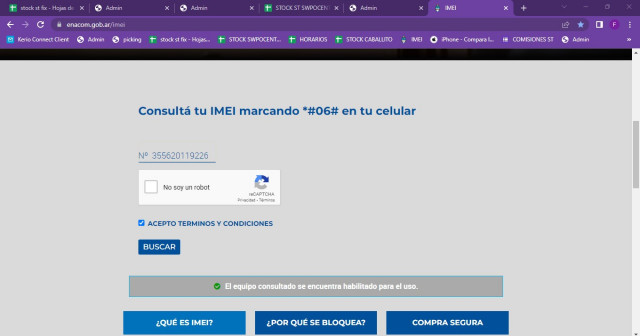 stock st fix - Hojas de
Admin
Admin
STOCK ST SWPOCENT
Admin
IMEI
enacom.gob.ar/imei
F
Kerio Connect Client
Admin
picking
stock st fix - Hojas...
STOCK SWPCENT...
HORARIOS
STOCK CABALLITO
IMEI
iPhone - Compara l...
COMISIONES ST
Admin
Consultá tu IMEI marcando *#06# en tu celular
Nº 355620119226
No soy un robot
reCAPTCHA
Privacidad - Términos
ACEPTO TERMINOS Y CONDICIONES
BUSCAR
El equipo consultado se encuentra habilitado para el uso.
¿QUÉ ES IMEI?
¿POR QUÉ SE BLOQUEA?
COMPRA SEGURA